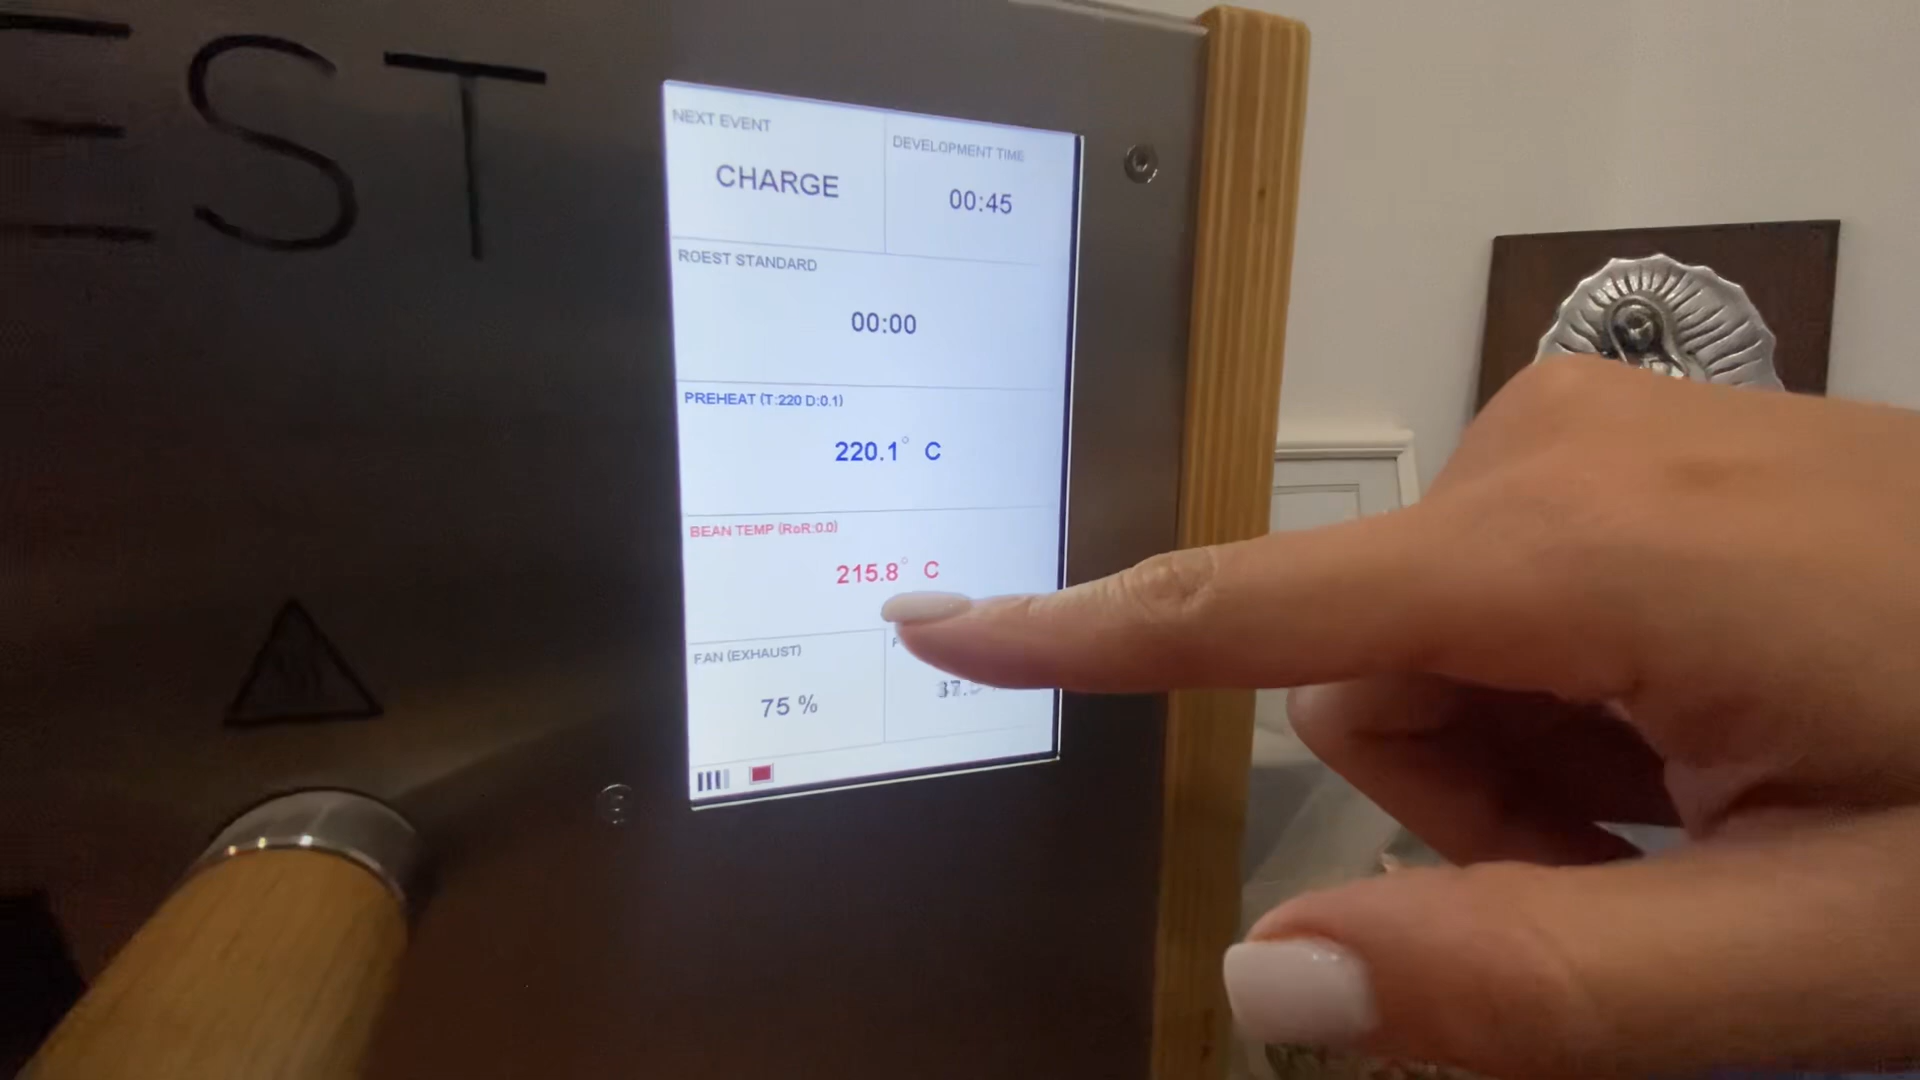 EST
NEXT EVENT
CHARGE
DEVELOPMENT TIME
00:45
ROEST STANDARD
00:00
PREHEAT (T:220 D:0.1)
220.1° C
BEAN TEMP (RoR:0.0)
215.8° C
FAN (EXHAUST)
75 %